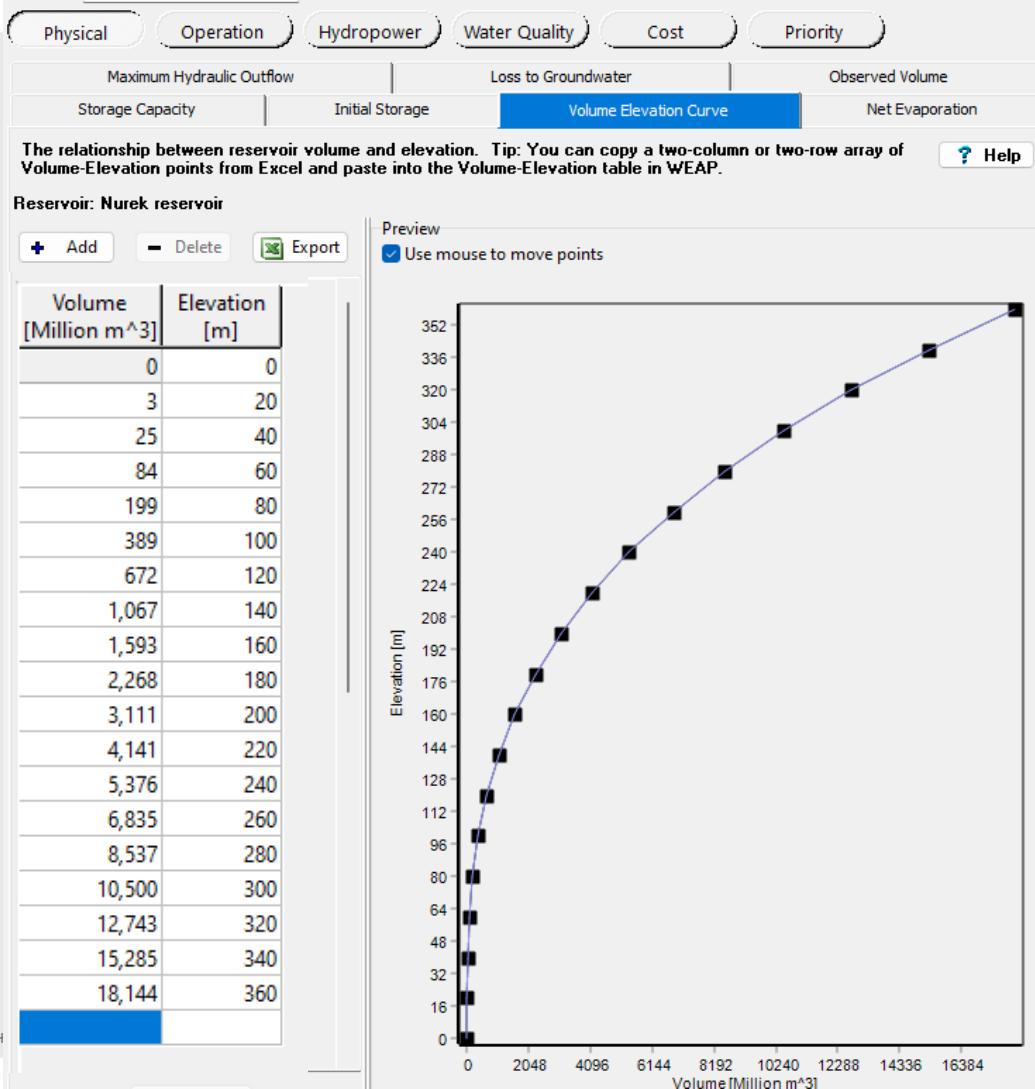 Physical Operation Hydropower Water Quality Cost Priority
Maximum Hydraulic Outflow Loss to Groundwater Observed Volume
Storage Capacity Initial Storage Volume Elevation Curve Net Evaporation
The relationship between reservoir volume and elevation. Tip: You can copy a two-column or two-row array of
Volume-Elevation points from Excel and paste into the Volume-Elevation table in WEAP.
? Help
Reservoir: Nurek reservoir
+ Add - Delete Export
Preview
Use mouse to move points
Volume Elevation
[Million m^3] [m]
0 0
3 20
25 40
84 60
199 80
389 100
672 120
1,067 140
1,593 160
2,268 180
3,111 200
4,141 220
5,376 240
6,835 260
8,537 280
10,500 300
12,743 320
15,285 340
18,144 360
Elevation [m]
352
336
320
304
288
272
256
240
224
208
192
176
160
144
128
112
96
80
64
48
32
16
0
0 2048 4096 6144 8192 10240 12288 14336 16384
Volume [Million m^3]